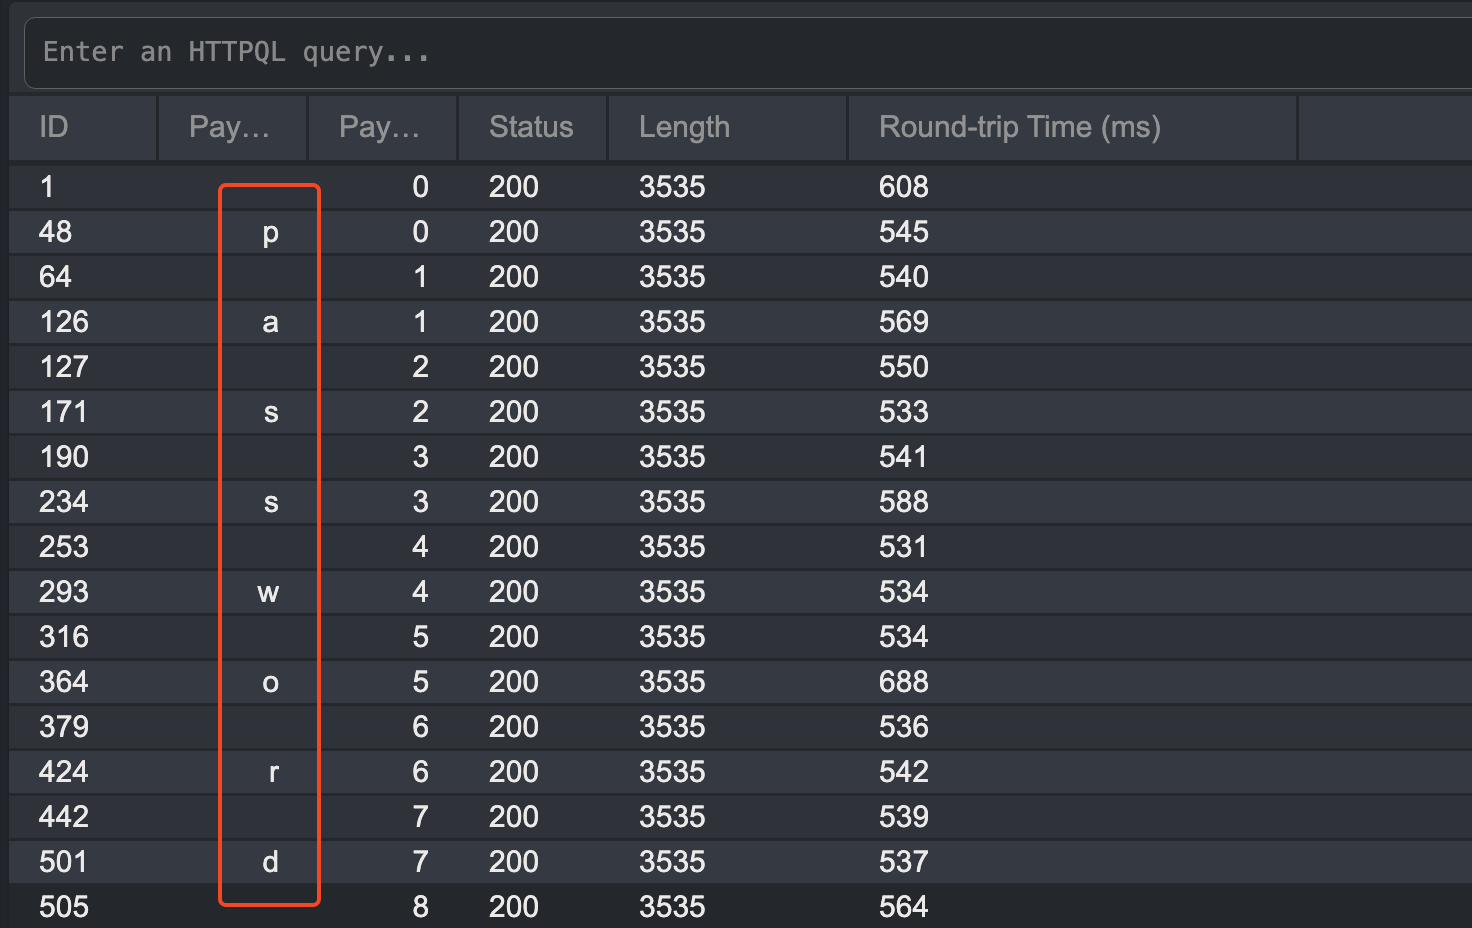 Enter an HTTPQL query...
ID Pay... Pay... Status Length Round-trip Time (ms)
1 0 200 3535 608
48 p 0 200 3535 545
64 1 200 3535 540
126 a 1 200 3535 569
127 2 200 3535 550
171 s 2 200 3535 533
190 3 200 3535 541
234 s 3 200 3535 588
253 4 200 3535 531
293 w 4 200 3535 534
316 5 200 3535 534
364 o 5 200 3535 688
379 6 200 3535 536
424 r 6 200 3535 542
442 7 200 3535 539
501 d 7 200 3535 537
505 8 200 3535 564